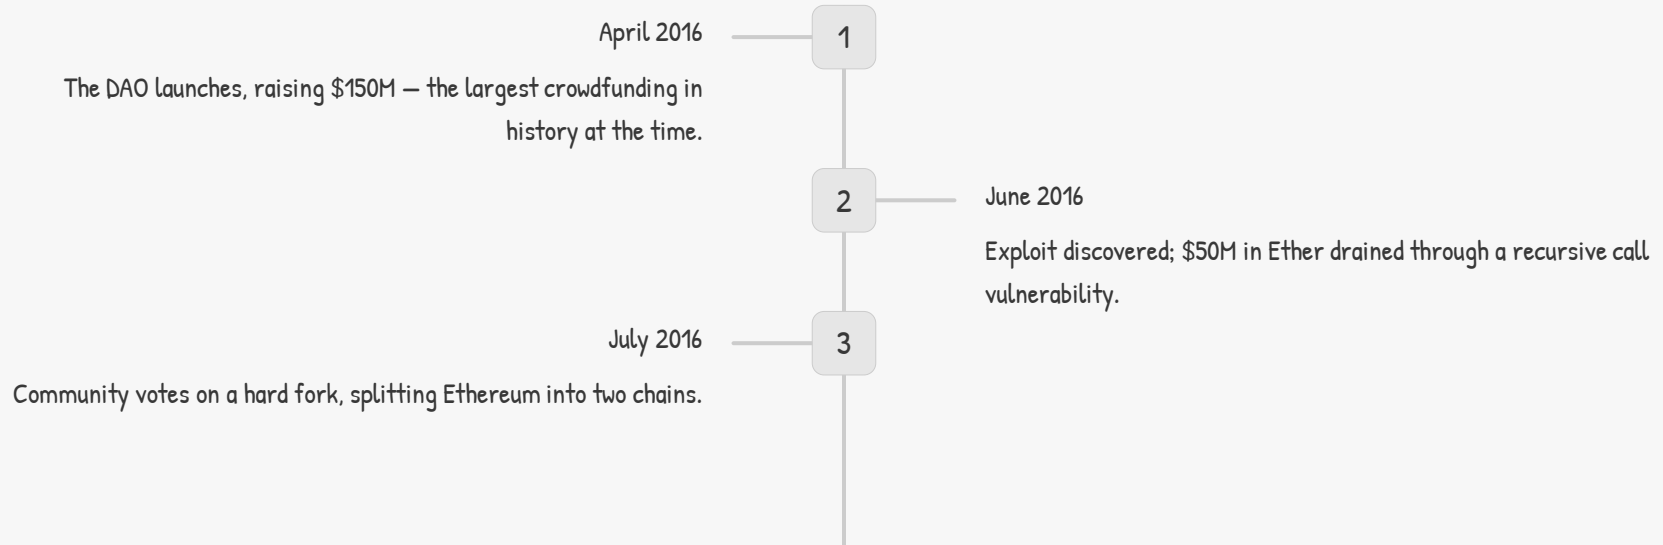 1
April 2016
The DAO launches, raising $150M — the largest crowdfunding in
history at the time.
2
June 2016
Exploit discovered; $50M in Ether drained through a recursive call
vulnerability.
3
July 2016
Community votes on a hard fork, splitting Ethereum into two chains.